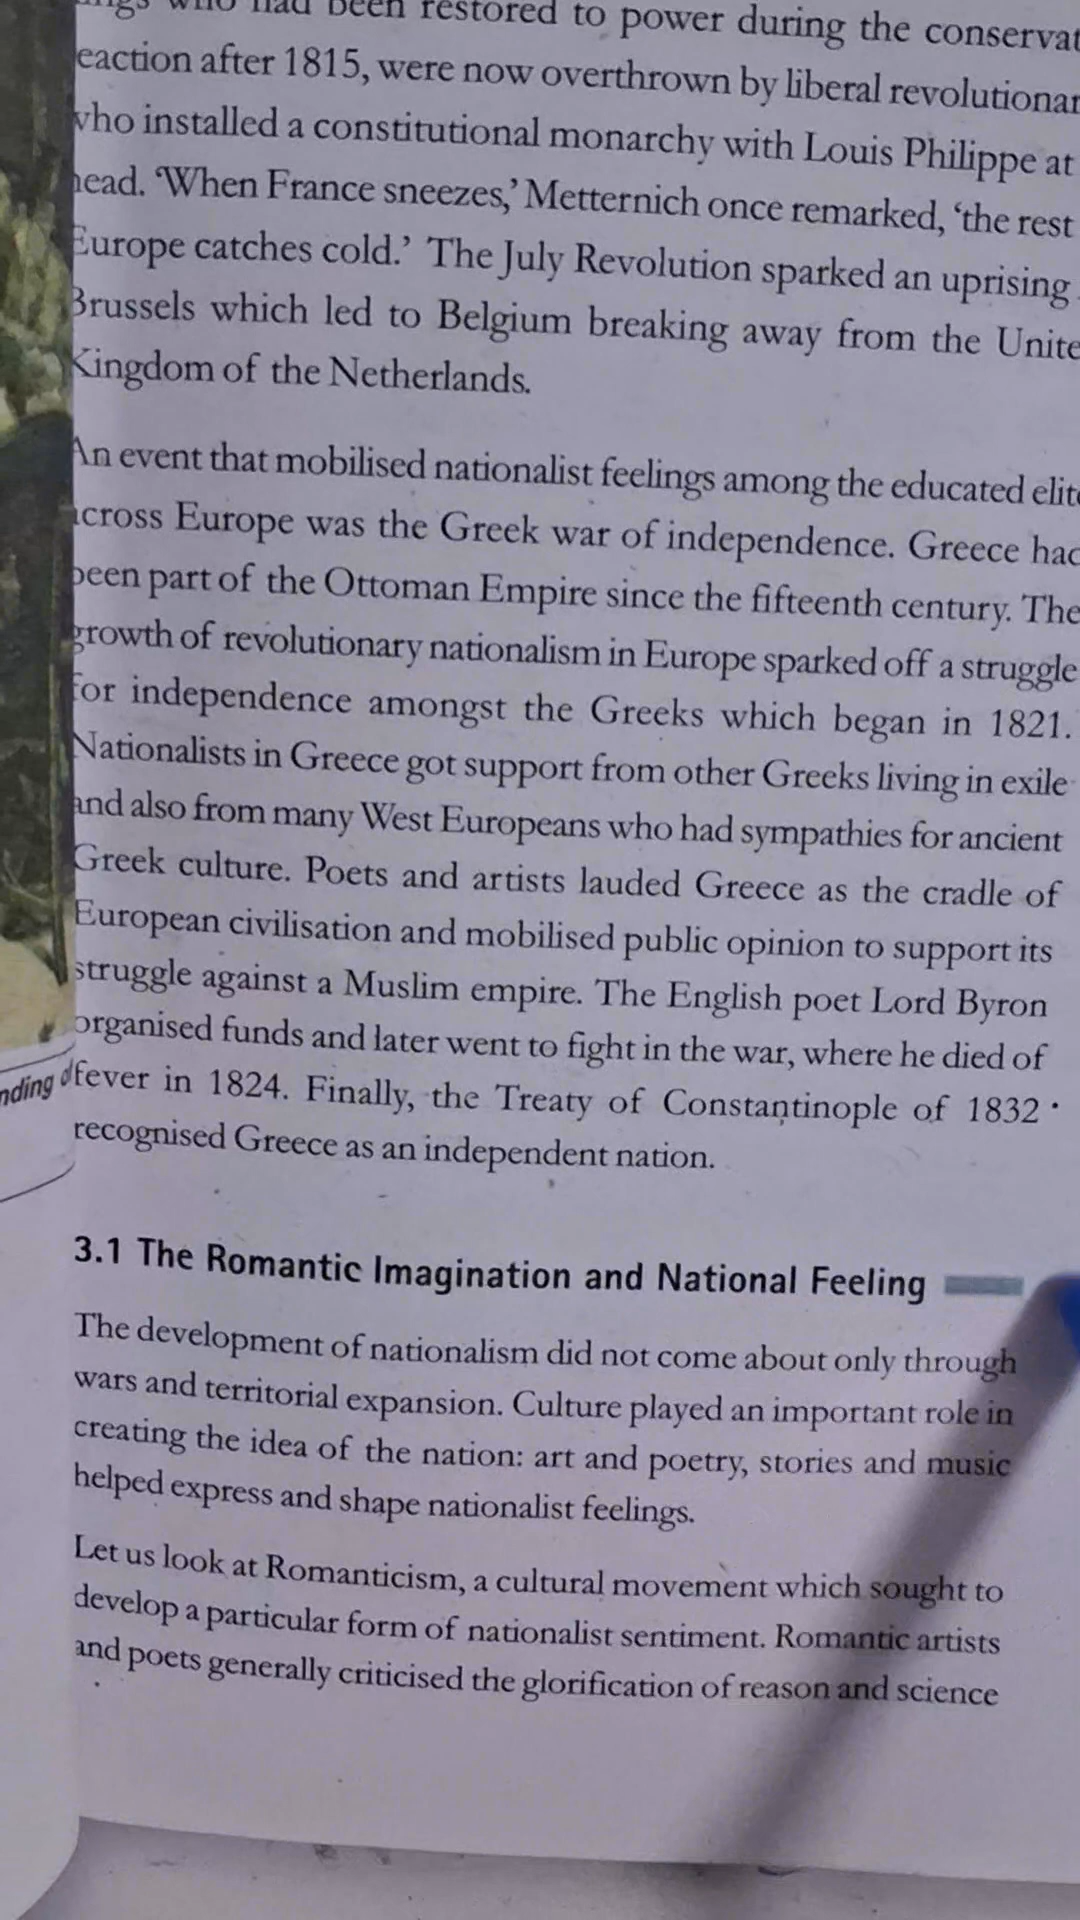 who had been restored to power during the
after 1815, were now overthrown by liberal
who installed a constitutional monarchy with Louis Philippe at
head. ‘When France sneezes,’ Metternich once remarked, ‘the rest
Europe catches cold.’ The July Revolution sparked an uprising
Brussels which led to Belgium breaking away from the
Kingdom of the Netherlands.
An event that mobilised nationalist feelings among the educated
across Europe was the Greek war of independence. Greece had
been part of the Ottoman Empire since the fifteenth century. The
growth of revolutionary nationalism in Europe sparked off a struggle
for independence amongst the Greeks which began in 1821.
Nationalists in Greece got support from other Greeks living in exile
and also from many West Europeans who had sympathies for ancient
Greek culture. Poets and artists lauded Greece as the cradle of
European civilisation and mobilised public opinion to support its
struggle against a Muslim empire. The English poet Lord Byron
organised funds and later went to fight in the war, where he died of
fever in 1824. Finally, the Treaty of Constantinople of 1832
recognised Greece as an independent nation.
3.1 The Romantic Imagination and National Feeling
The development of nationalism did not come about only through
wars and territorial expansion. Culture played an important role in
creating the idea of the nation: art and poetry, stories and music
helped express and shape nationalist feelings.
Let us look at Romanticism, a cultural movement which sought to
develop a particular form of nationalist sentiment. Romantic artists
and poets generally criticised the glorification of reason and science